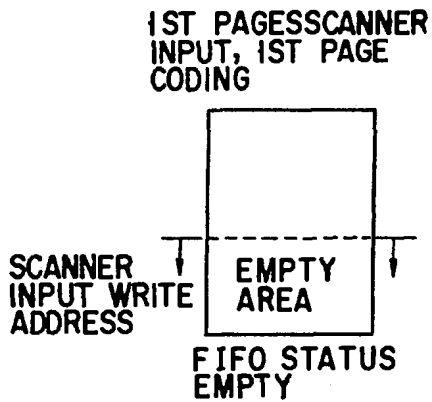 1ST PAGESSCANNER
INPUT, 1ST PAGE
CODING
SCANNER
INPUT WRITE
ADDRESS
EMPTY
AREA
FIFO STATUS
EMPTY